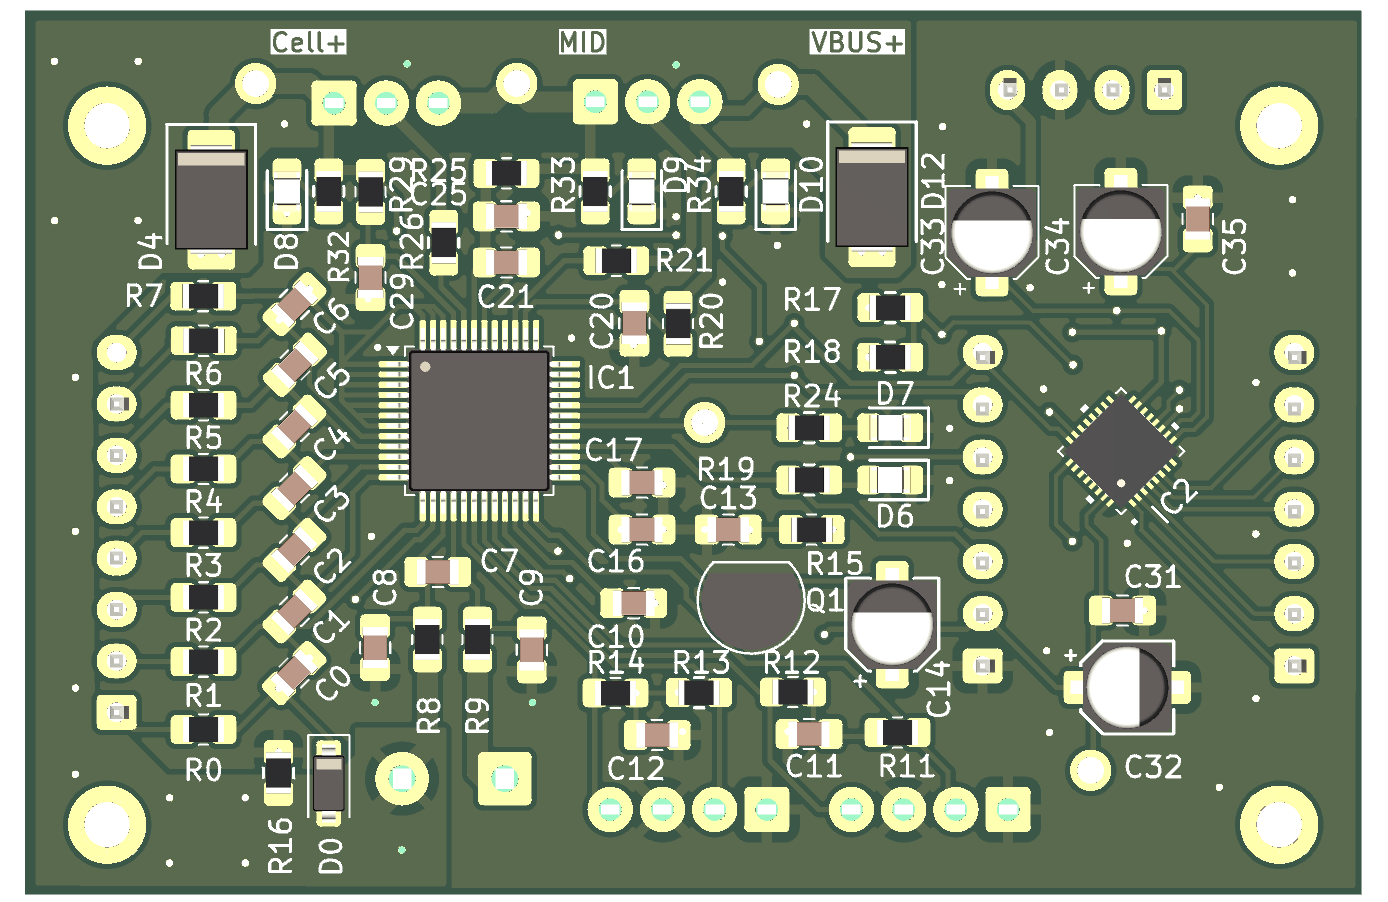 Cell+
MID
VBUS+
R25
C25
R29
R33
D9
R34
D10
D12
D4
D8
R32
R26
C29
C21
R21
C33
C34
C35
R7
C6
C20
R20
R17
R18
R6
C5
IC1
D7
R24
R5
C4
C17
R19
C13
D6
R4
C3
C2
R3
C2
C7
C16
R15
C31
C8
C9
Q1
R2
C1
C10
R14
R13
R12
C14
R1
C0
R8
R9
R0
C12
C11
R11
C32
R16
D0